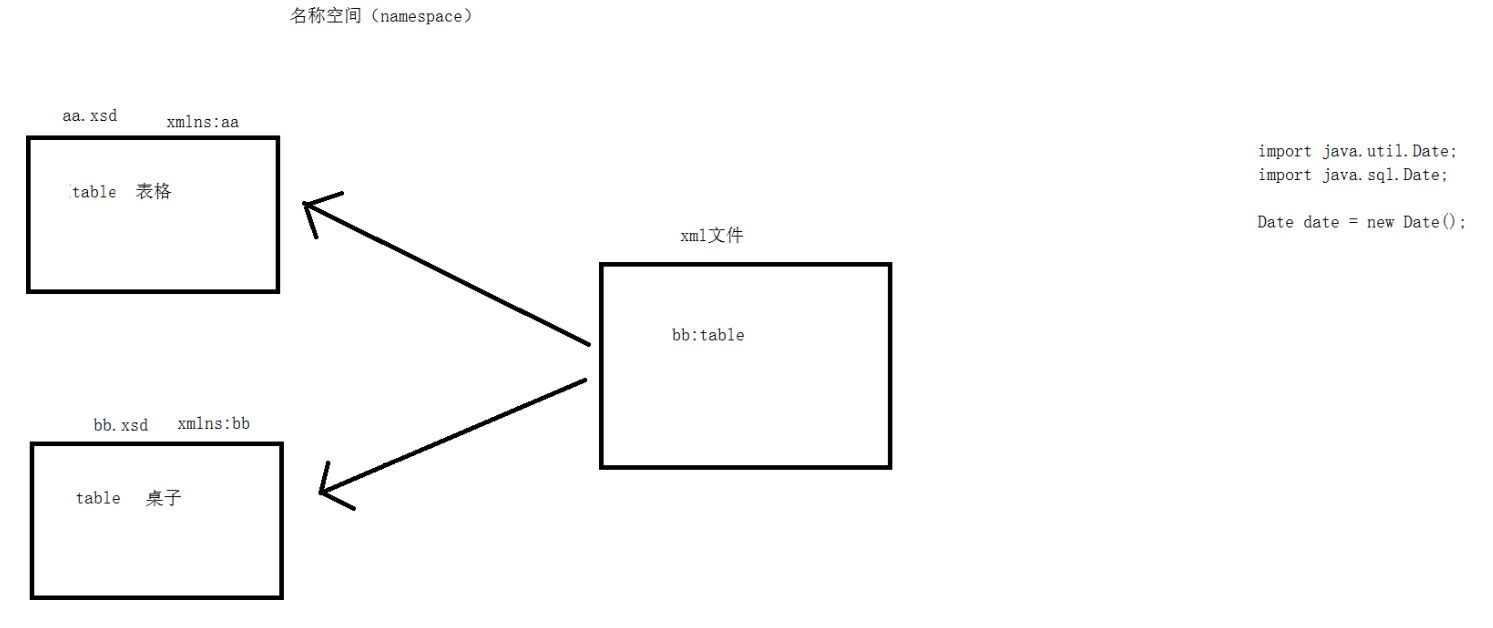 名称空间（namespace）
aa.xsd
xmlns:aa
table 表格
xml文件
bb:table
bb.xsd
xmlns:bb
table 桌子
import java.util.Date;
import java.sql.Date;
Date date = new Date();